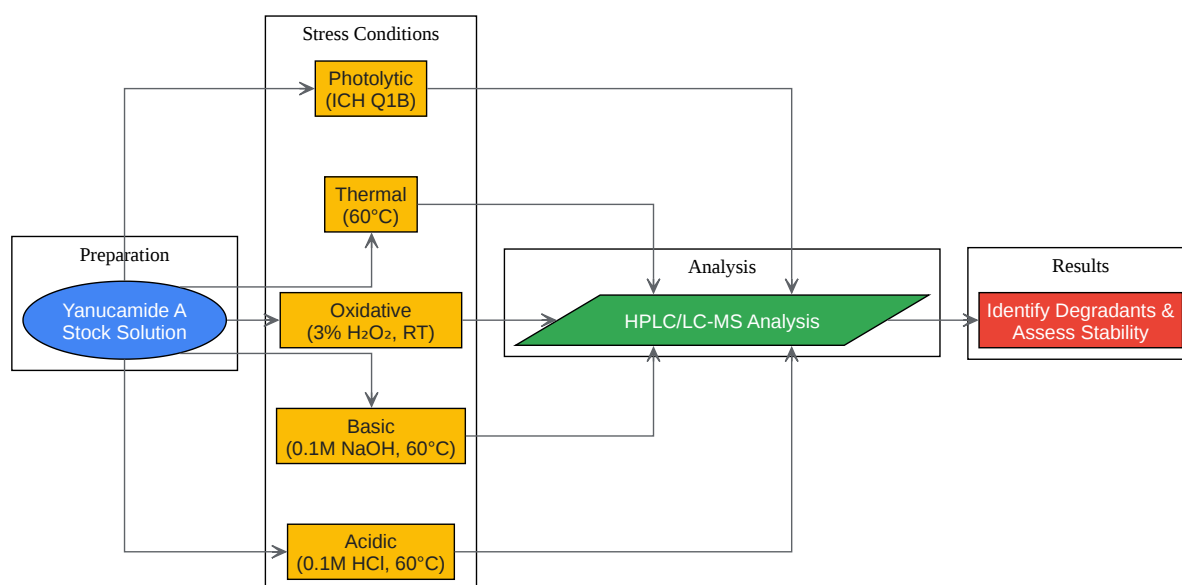 Stress Conditions
Photolytic
(ICH Q1B)
Thermal
(60°C)
Preparation
Yanucamide A
Stock Solution
Oxidative
(3% H₂O₂, RT)
Basic
(0.1M NaOH, 60°C)
Acidic
(0.1M HCl, 60°C)
Analysis
HPLC/LC-MS Analysis
Results
Identify Degradants &
Assess Stability